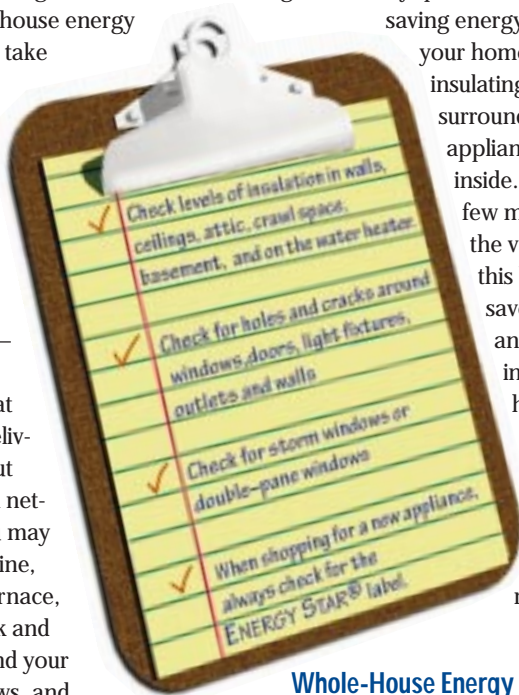 house energy
take
saving energy
your home
insulating
surround
applian
inside.
few m
the v
this
save
an
in
h
Check levels of insulation in walls,
ceilings, attic, crawl space,
basement, and on the water heater.
Check for holes and cracks around
windows, doors, light fixtures,
outlets and walls
Check for storm windows or
double-pane windows
When shopping for a new appliance,
always check for the
ENERGY STAR® label.
at
eliv-
ut
net-
may
ine,
rnace,
k and
nd your
ws, and
Whole-House Energy